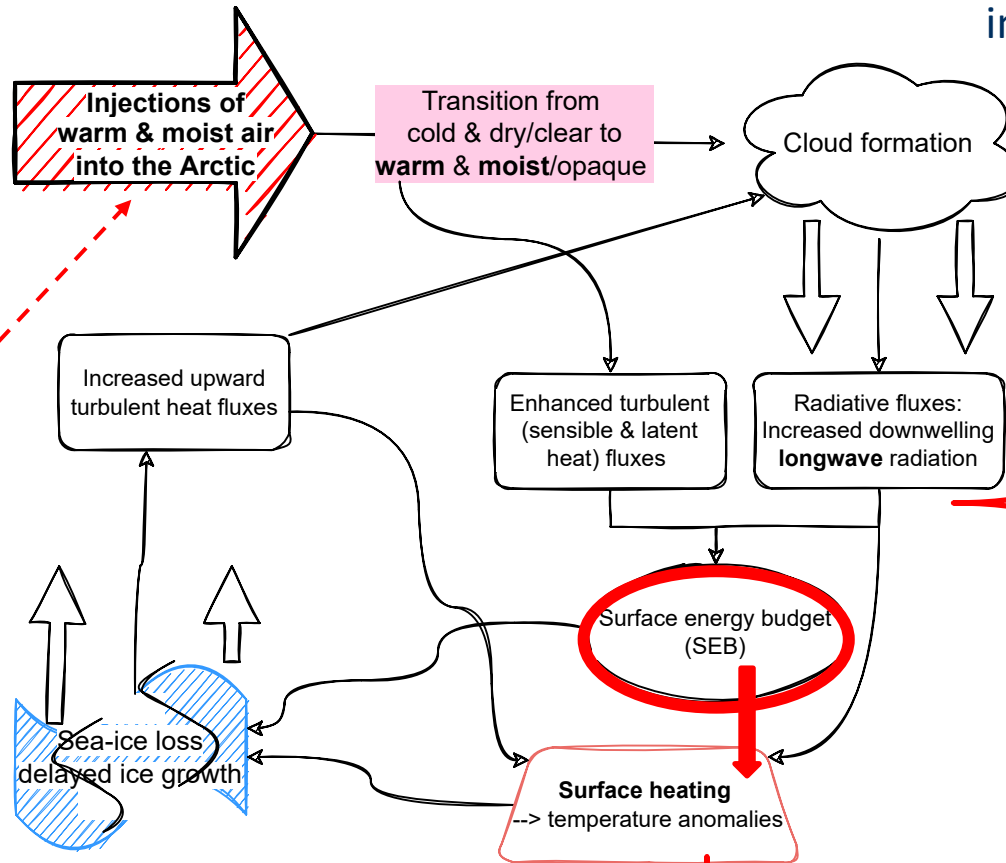 in
Injections of
warm & moist air
into the Arctic
Transition from
cold & dry/clear to
warm & moist/opaque
Cloud formation
Increased upward
turbulent heat fluxes
Enhanced turbulent
(sensible & latent
heat) fluxes
Radiative fluxes:
Increased downwelling
longwave radiation
Surface energy budget
(SEB)
Sea-ice loss
delayed ice growth
Surface heating
--> temperature anomalies